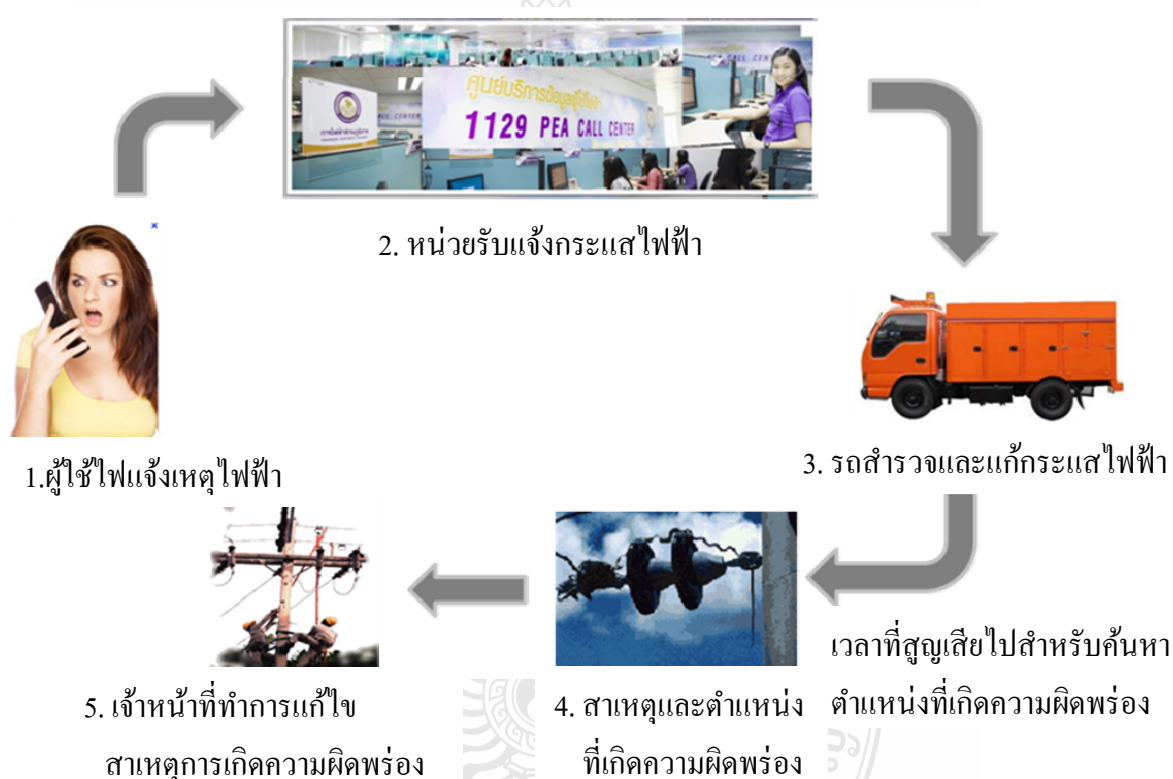 ศูนย์บริการข้อมูลผู้ใช้ไฟฟ้า
1129 PEA CALL CENTER
2. หน่วยรับแจ้งกระแสไฟฟ้า
1.ผู้ใช้ไฟแจ้งเหตุไฟฟ้า
3. รถสำรวจและแก้กระแสไฟฟ้า
เวลาที่สูญเสียไปสำหรับค้นหา
ตำแหน่งที่เกิดความผิดพร่อง
4. สาเหตุและตำแหน่ง
ที่เกิดความผิดพร่อง
5. เจ้าหน้าที่ทำการแก้ไข
สาเหตุการเกิดความผิดพร่อง